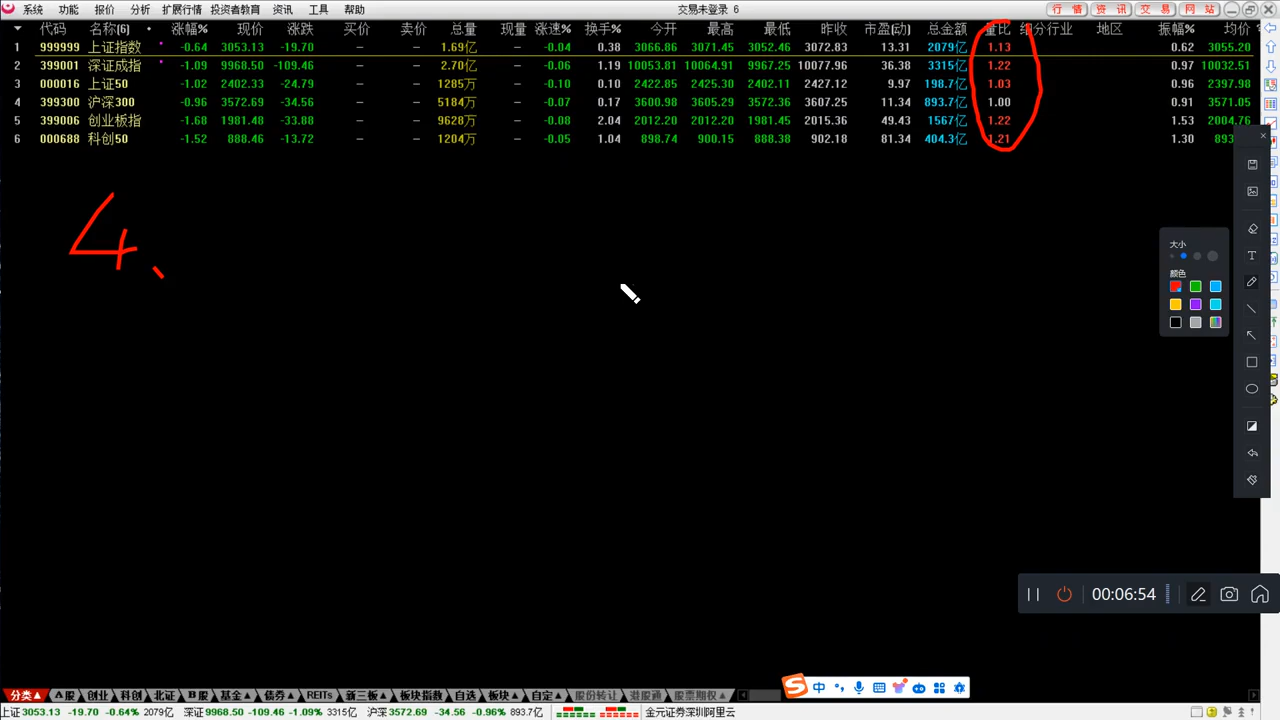 系统 功能 报价 分析 扩展行情 投资者教育 资讯 工具 帮助 交易未登录 6 行情 资讯 交易 网站
代码 名称(6) 涨幅% 现价 涨跌 买价 卖价 总量 现量 涨速% 换手% 今开 最高 最低 昨收 市盈(动) 总金额 量比 细分行业 地区 振幅% 均价
1 999999 上证指数 -0.64 3053.13 -19.70 — — 1.69亿 — -0.04 0.38 3066.86 3071.45 3052.46 3072.83 13.31 2079亿 1.13 0.62 3055.20
2 399001 深证成指 -1.09 9968.50 -109.46 — — 2.70亿 — -0.06 1.19 10053.81 10064.91 9967.25 10077.96 36.38 3315亿 1.22 0.97 10032.51
3 000016 上证50 -1.02 2402.33 -24.79 — — 1285万 — -0.10 0.10 2422.85 2425.30 2402.11 2427.12 9.97 198.7亿 1.03 0.96 2397.98
4 399300 沪深300 -0.96 3572.69 -34.56 — — 5184万 — -0.07 0.17 3600.98 3605.29 3572.36 3607.25 11.34 893.7亿 1.00 0.91 3571.05
5 399006 创业板指 -1.68 1981.48 -33.88 — — 9628万 — -0.08 2.04 2012.20 2012.20 1981.45 2015.36 49.43 1567亿 1.22 1.53 2004.76
6 000688 科创50 -1.52 888.46 -13.72 — — 1204万 — -0.05 1.04 898.74 900.15 888.38 902.18 81.34 404.3亿 1.21 1.30
4、
大小
颜色
00:06:54
分类 A股 创业 科创 北证 B股 基金 债券 REITs 新三板 板块指数 自选 板块 自定 股份转让 港股通 股票期权
中
上证3053.13 -19.70 -0.64% 2079亿 深证9968.50 -109.46 -1.09% 3315亿 沪深3572.69 -34.56 -0.96% 893.7亿 金元证券深圳阿里云